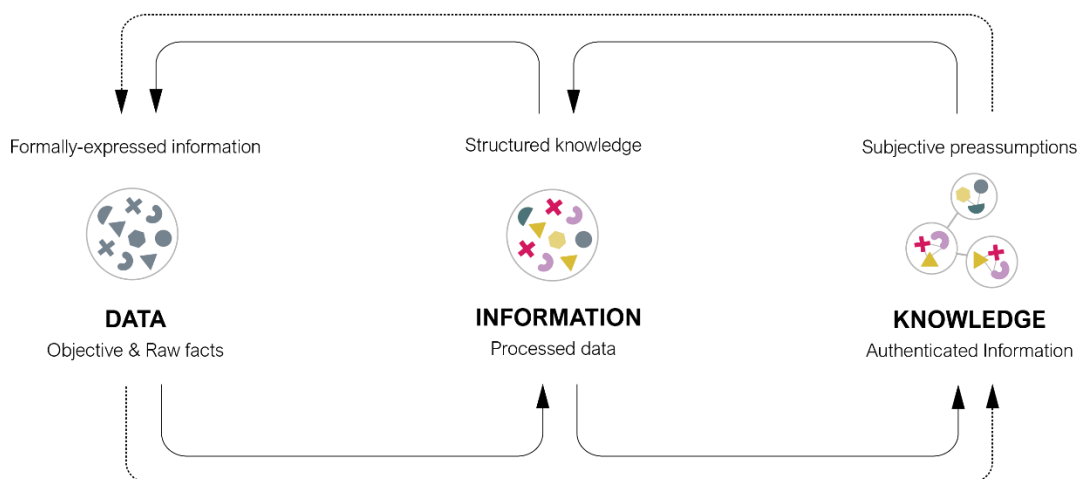 Formally-expressed information
Structured knowledge
Subjective preassumptions
DATA
INFORMATION
KNOWLEDGE
Objective & Raw facts
Processed data
Authenticated Information